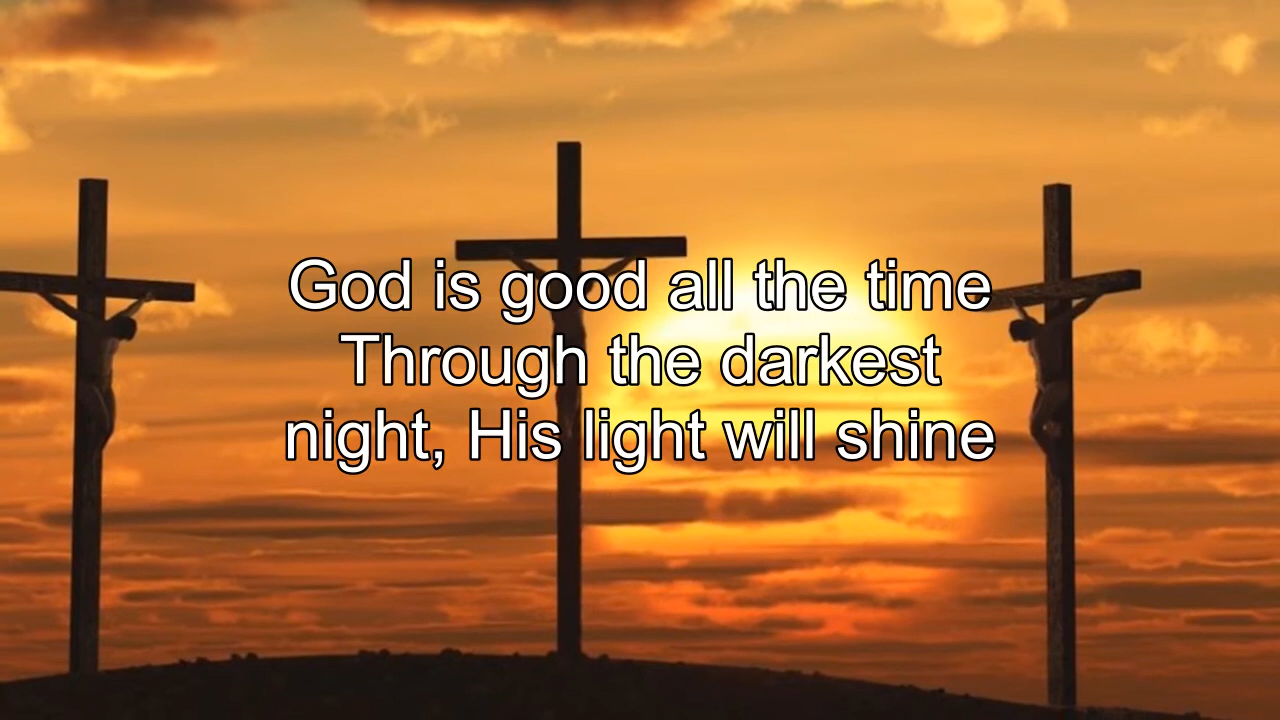 God is good all the time
Through the darkest
night, His light will shine